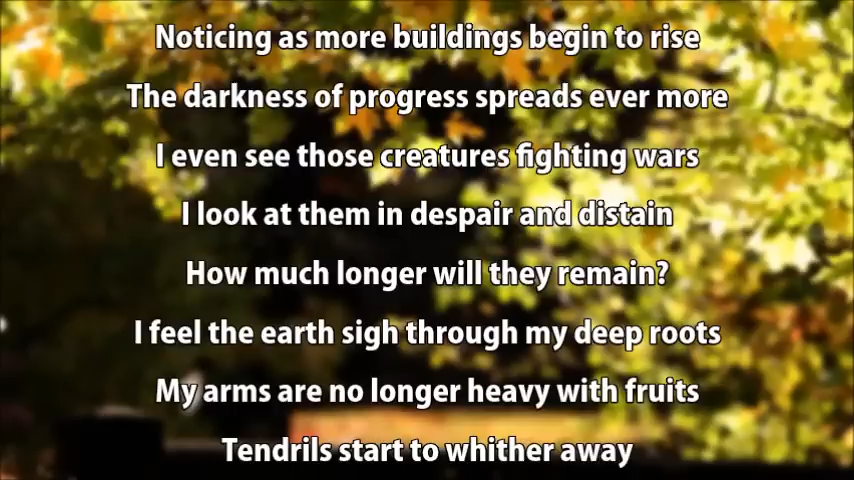 Noticing as more buildings begin to rise
The darkness of progress spreads ever more
I even see those creatures fighting wars
I look at them in despair and distain
How much longer will they remain?
I feel the earth sigh through my deep roots
My arms are no longer heavy with fruits
Tendrils start to whither away